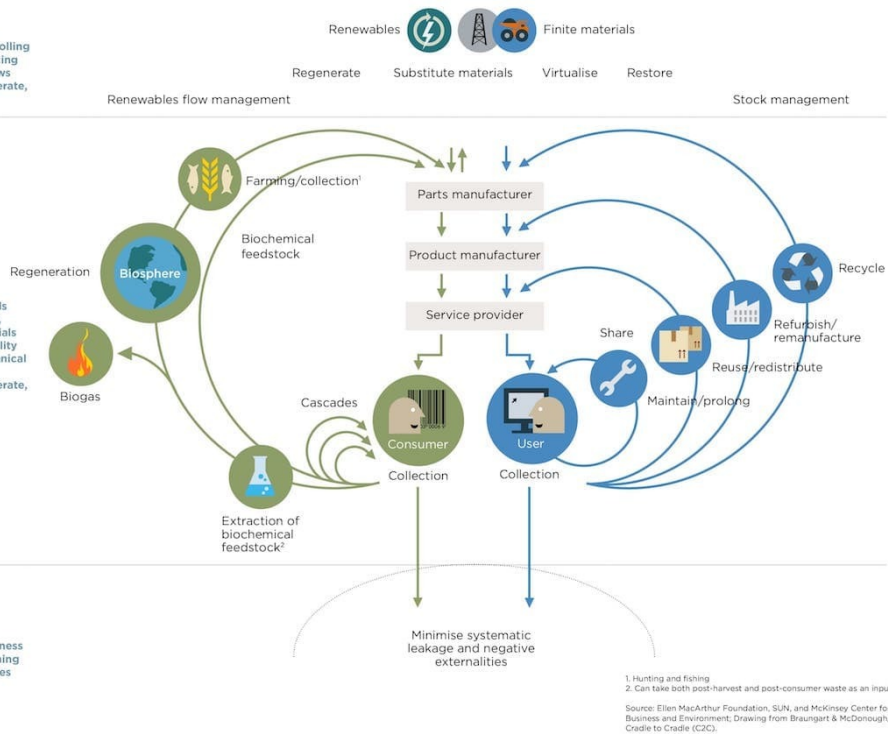 Renewables
Finite materials
Regenerate
Substitute materials
Virtualise
Restore
Renewables flow management
Stock management
Farming/collection¹
Parts manufacturer
Biochemical
feedstock
Product manufacturer
Regeneration
Biosphere
Recycle
Service provider
Share
Refurbish/
remanufacture
Reuse/redistribute
Biogas
Maintain/prolong
Cascades
Consumer
User
Collection
Collection
Extraction of
biochemical
feedstock²
Minimise systematic
leakage and negative
externalities
1. Hunting and fishing
2. Can take both post-harvest and post-consumer waste as an input
Source: Ellen MacArthur Foundation, SUN, and McKinsey Center fo
Business and Environment; Drawing from Braungart & McDonough,
Cradle to Cradle (C2C).